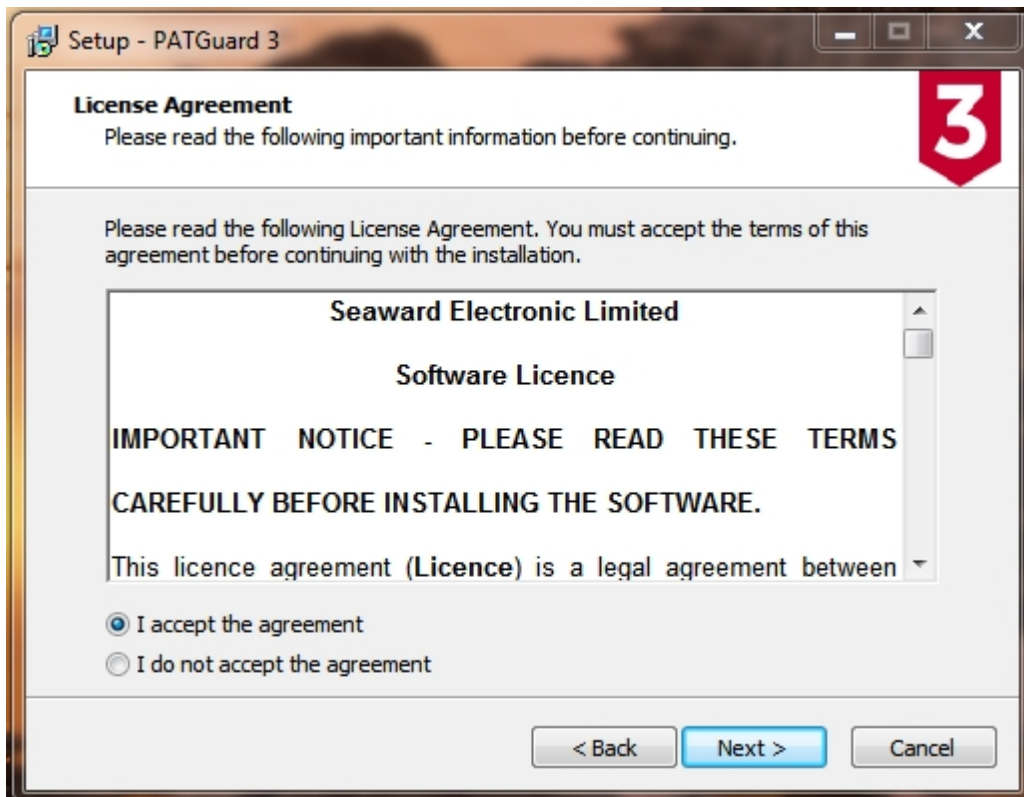 Setup - PATGuard 3
License Agreement
Please read the following important information before continuing.
3
Please read the following License Agreement. You must accept the terms of this
agreement before continuing with the installation.
Seaward Electronic Limited
Software Licence
IMPORTANT NOTICE - PLEASE READ THESE TERMS
CAREFULLY BEFORE INSTALLING THE SOFTWARE.
This licence agreement (Licence) is a legal agreement between
I accept the agreement
I do not accept the agreement
< Back Next > Cancel